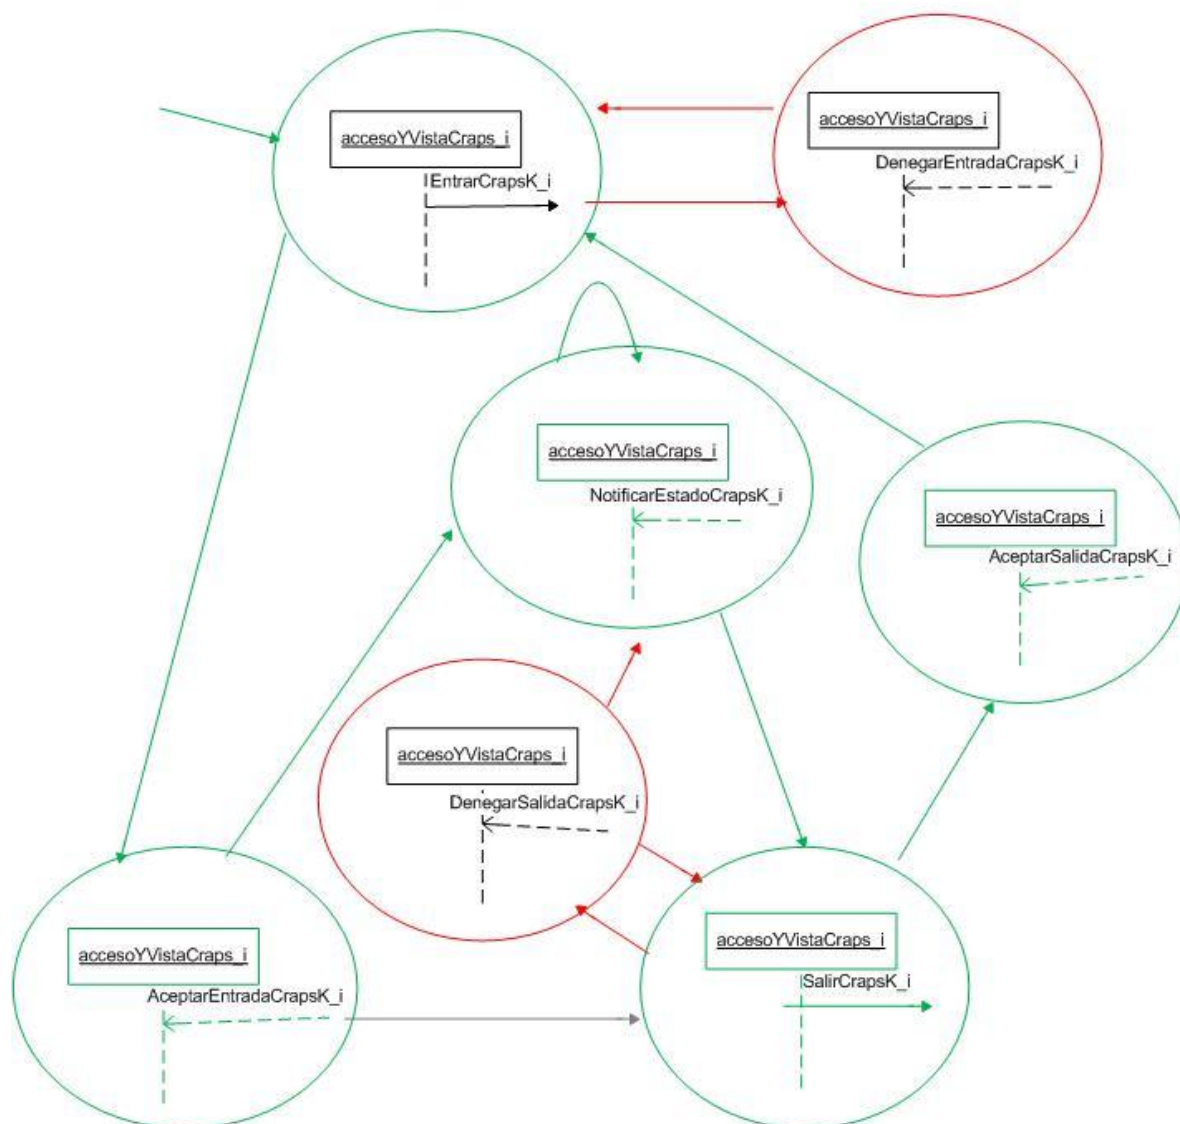 accesoYVistaCraps_i
EntrarCrapsK_i
accesoYVistaCraps_i
DenegarEntradaCrapsK_i
accesoYVistaCraps_i
NotificarEstadoCrapsK_i
accesoYVistaCraps_i
AceptarSalidaCrapsK_i
accesoYVistaCraps_i
DenegarSalidaCrapsK_i
accesoYVistaCraps_i
AceptarEntradaCrapsK_i
accesoYVistaCraps_i
SalirCrapsK_i